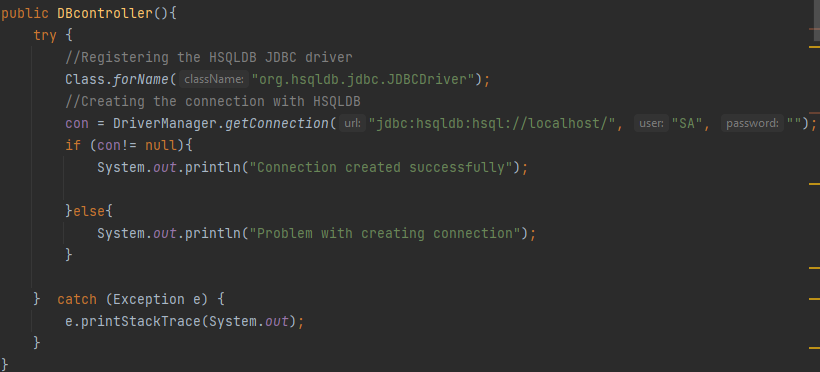 public DBcontroller(){
try {
//Registering the HSQLDB JDBC driver
Class.forName( className: "org.hsqldb.jdbc.JDBCDriver");
//Creating the connection with HSQLDB
con = DriverManager.getConnection( url: "jdbc:hsqldb:hsql://localhost/", user: "SA", password: "");
if (con!= null){
System.out.println("Connection created successfully");
}else{
System.out.println("Problem with creating connection");
}
} catch (Exception e) {
e.printStackTrace(System.out);
}
}